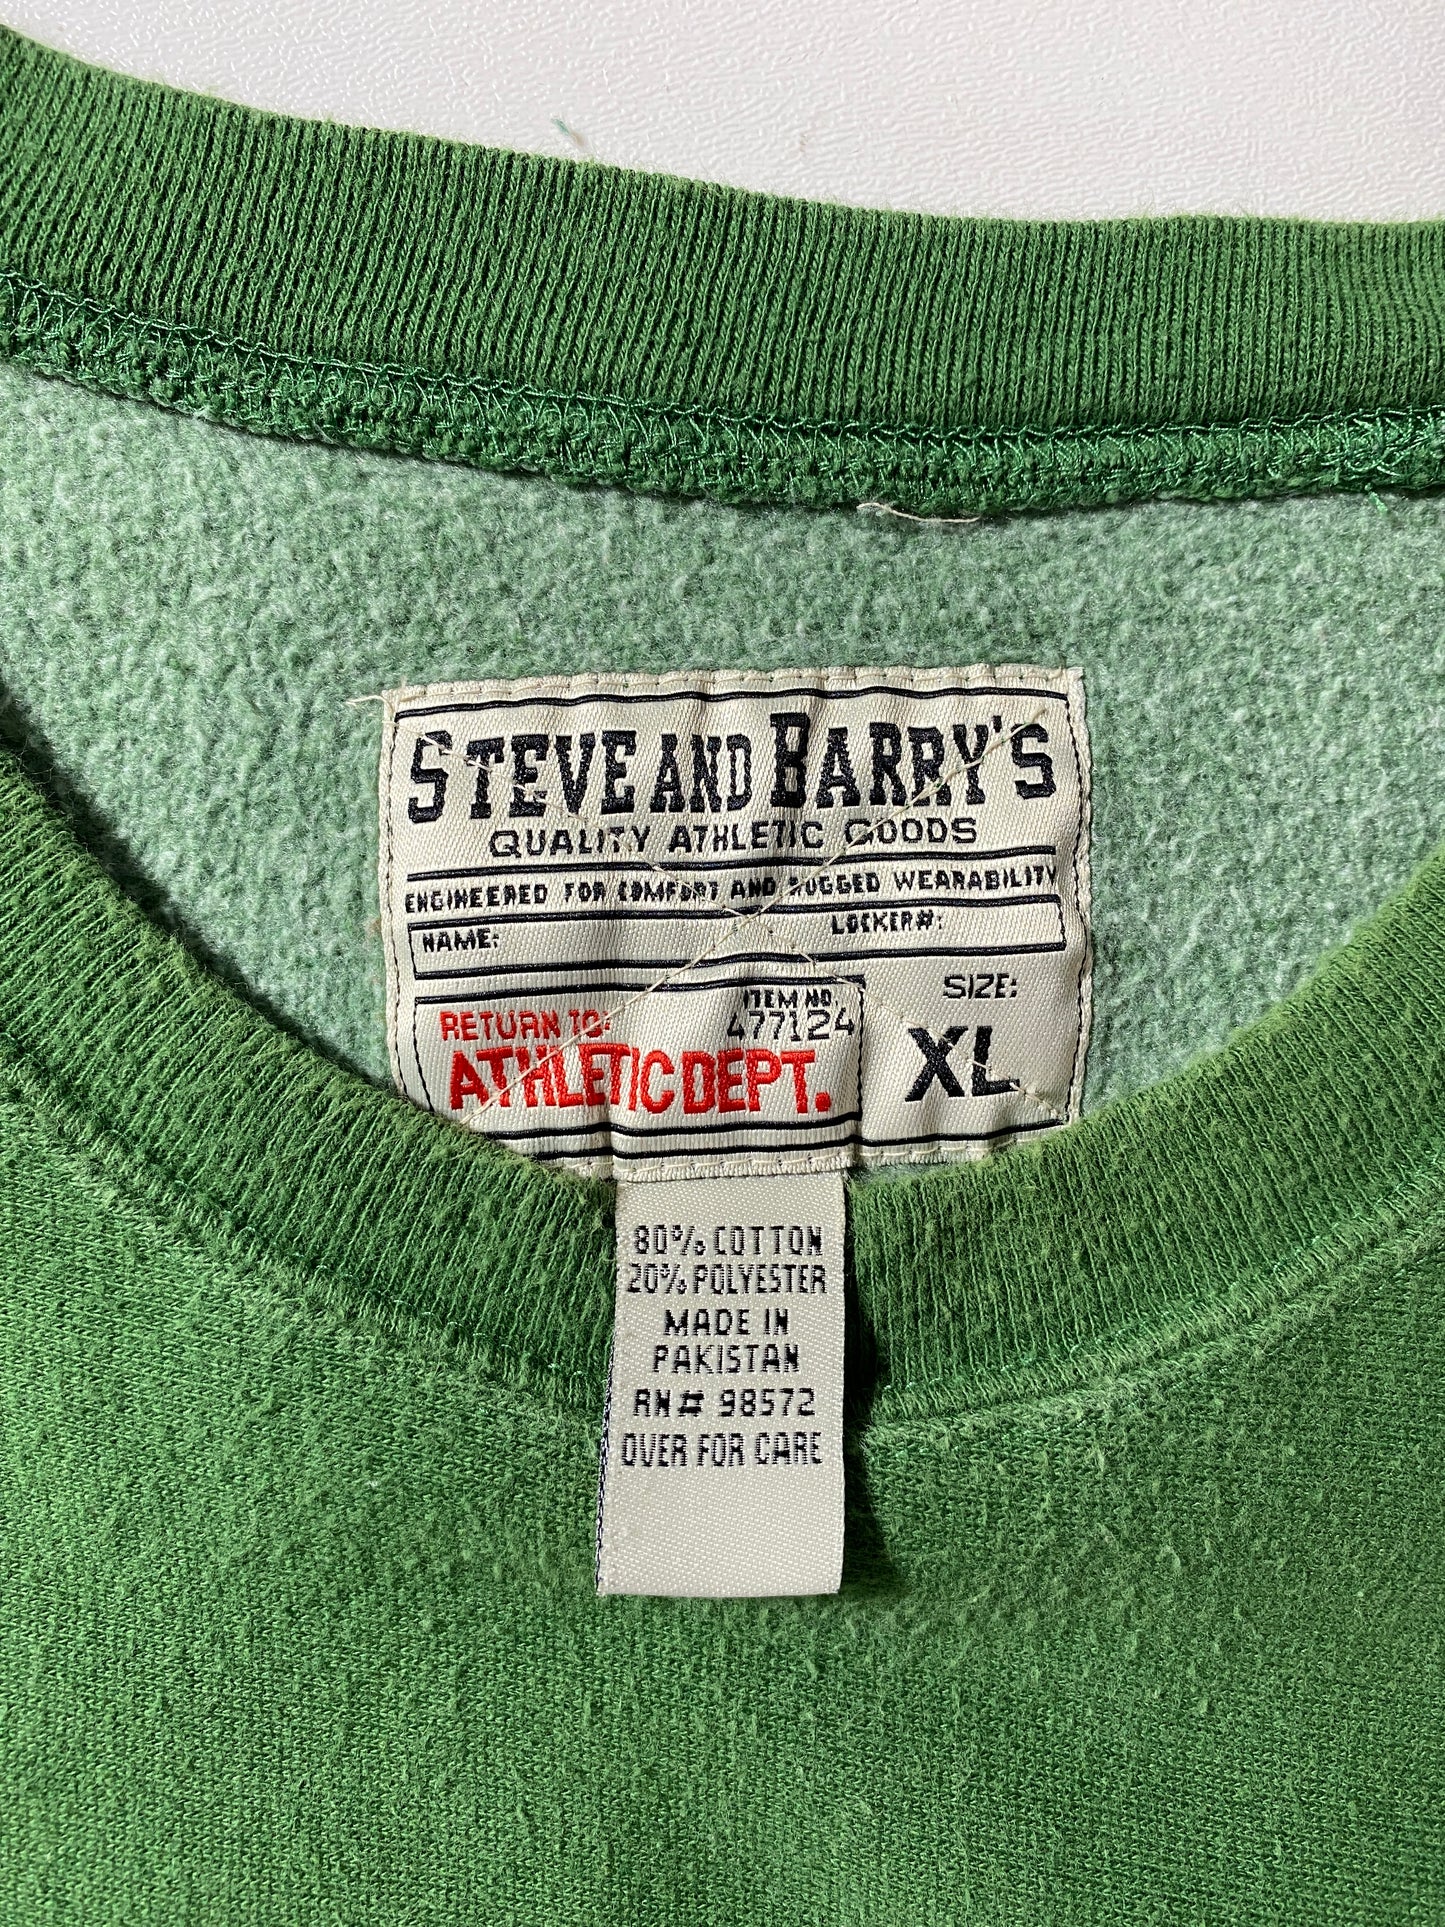 STEVE AND BARRY'S
QUALITY ATHLETIC GOODS
ENGINEERED FOR COMFORT AND RUGGED WEARABILITY
NAME: LOCKER#:
ITEM NO. SIZE:
RETURN TO: 477124
ATHLETIC DEPT. XL
80% COTTON
20% POLYESTER
MADE IN
PAKISTAN
RN# 98572
OVER FOR CARE